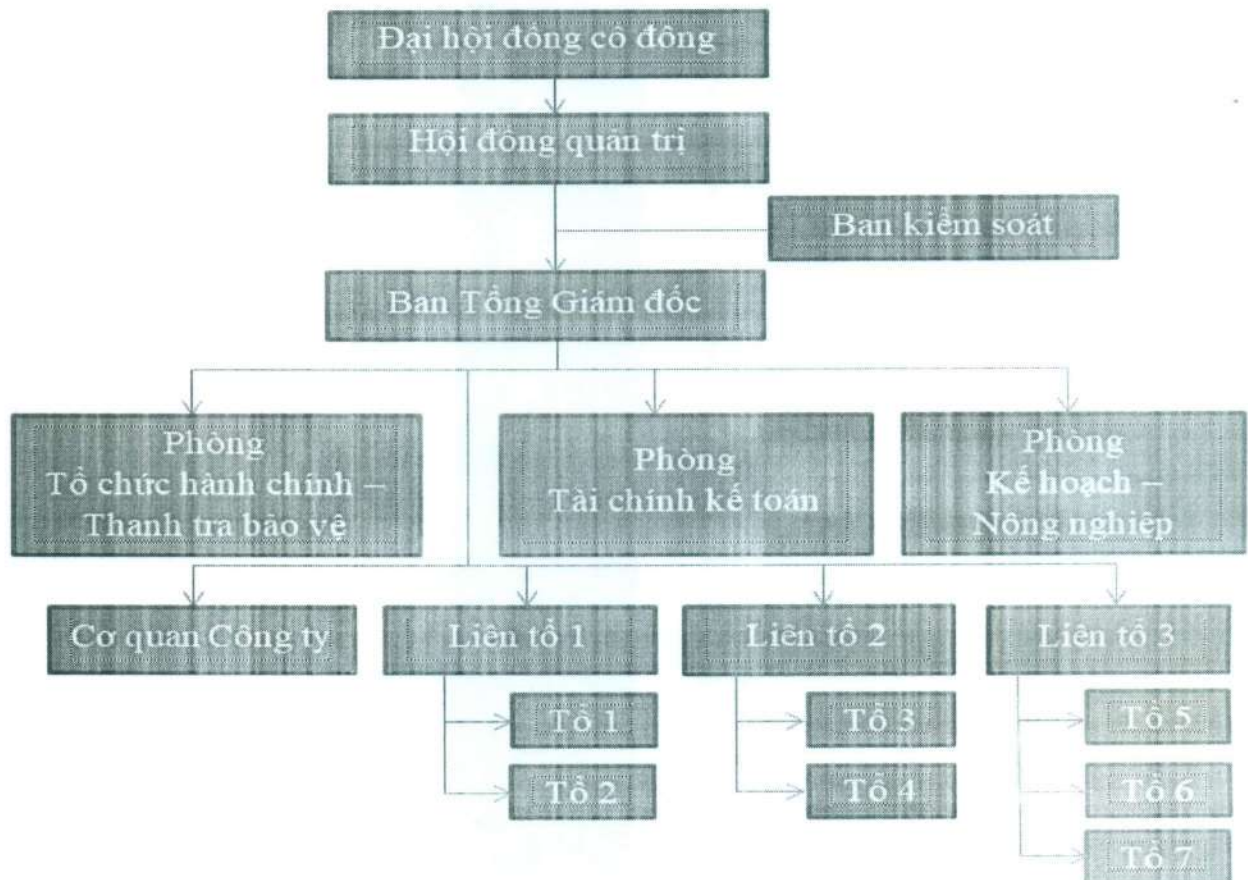 Đại hội đồng cổ đông
Hội đồng quản trị
Ban kiểm soát
Ban Tổng Giám đốc
Phòng
Tổ chức hành chính –
Thanh tra bảo vệ
Phòng
Tài chính kế toán
Phòng
Kế hoạch –
Nông nghiệp
Cơ quan Công ty
Liên tổ 1
Liên tổ 2
Liên tổ 3
Tổ 1
Tổ 3
Tổ 5
Tổ 2
Tổ 4
Tổ 6
Tổ 7